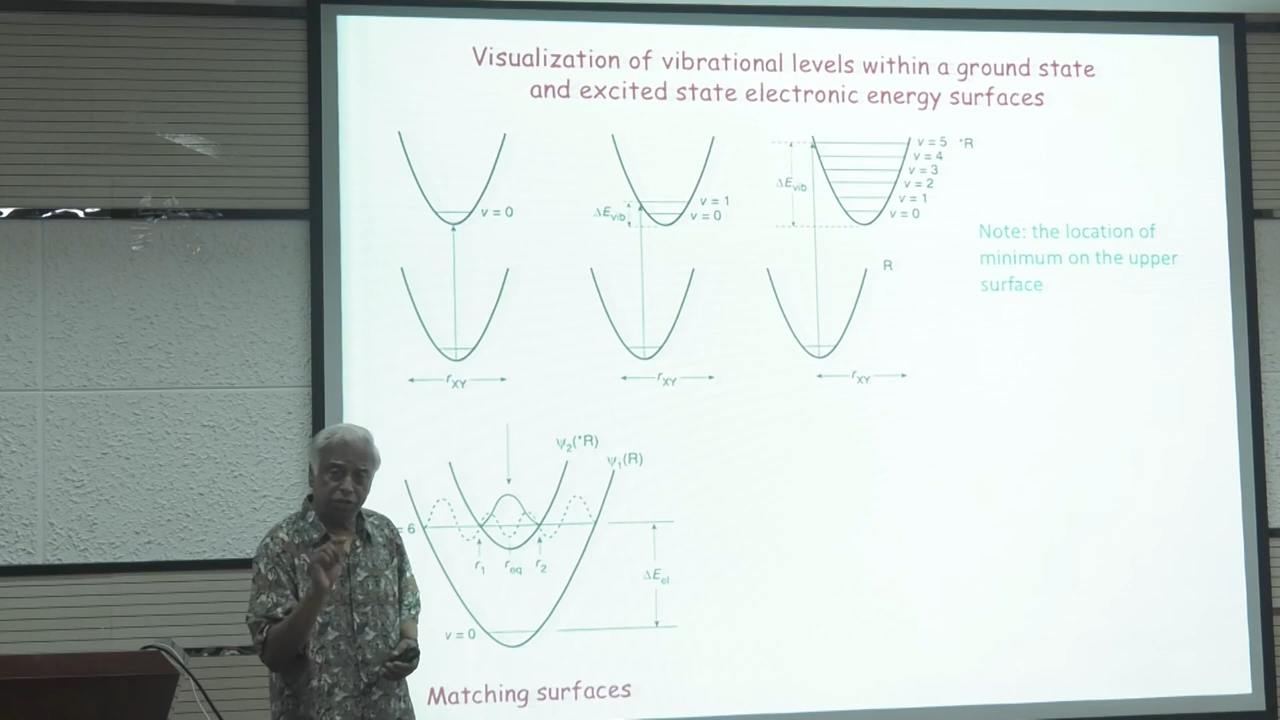 Visualization of vibrational levels within a ground state
and excited state electronic energy surfaces
v = 0
ΔEvib
v = 1
v = 0
ΔEvib
v = 5 *R
v = 4
v = 3
v = 2
v = 1
v = 0
Note: the location of
minimum on the upper
surface
R
rXY
rXY
rXY
ψ2(*R)
ψ1(R)
= 6
r1 req r2
ΔEel
v = 0
Matching surfaces